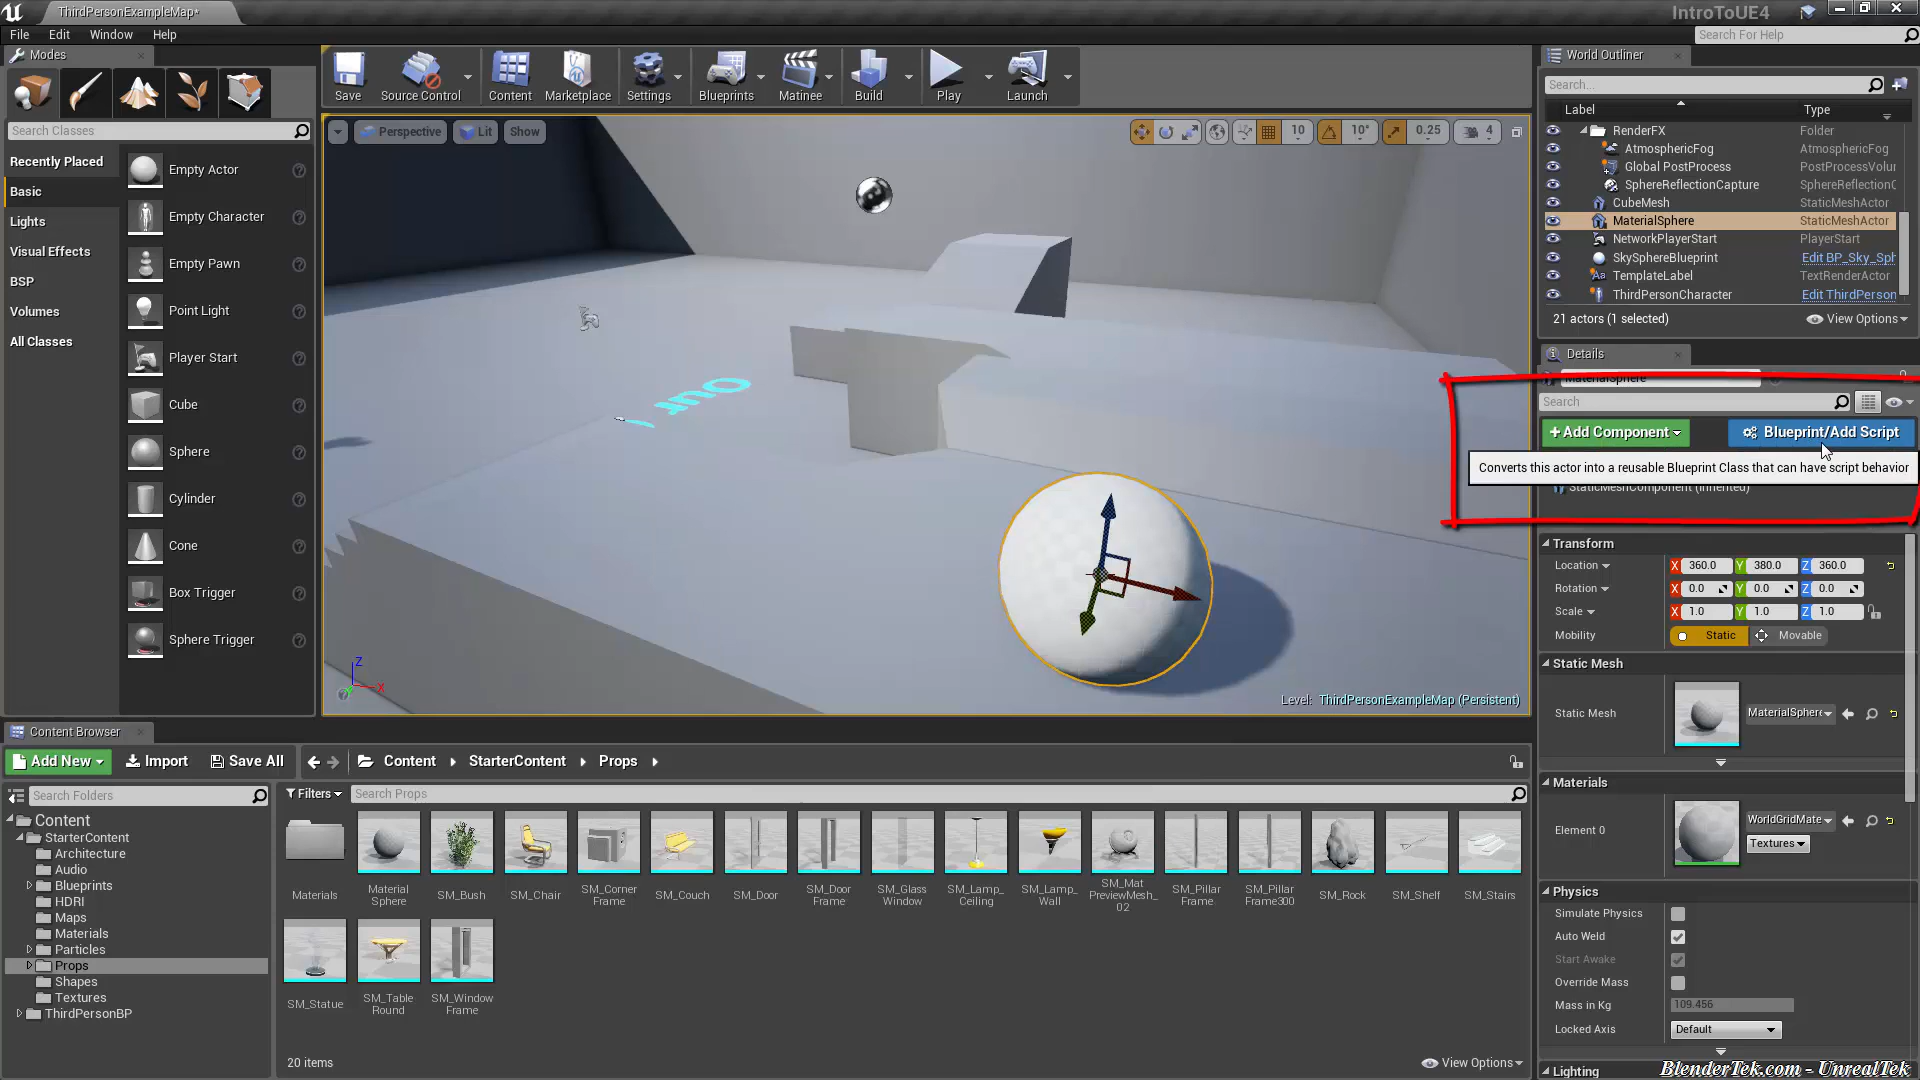 ThirdPersonExampleMap*
IntroToUE4
File Edit Window Help
Search For Help
Modes
Search Classes
Recently Placed
Basic
Lights
Visual Effects
BSP
Volumes
All Classes
Empty Actor
Empty Character
Empty Pawn
Point Light
Player Start
Cube
Sphere
Cylinder
Cone
Box Trigger
Sphere Trigger
Save Source Control Content Marketplace Settings Blueprints Matinee Build Play Launch
Perspective Lit Show
10 10° 0.25 4
Level: ThirdPersonExampleMap (Persistent)
Z
X
Y
World Outliner
Search...
Label Type
RenderFX Folder
AtmosphericFog AtmosphericFog
Global PostProcess PostProcessVolur
SphereReflectionCapture SphereReflectionC
CubeMesh StaticMeshActor
MaterialSphere StaticMeshActor
NetworkPlayerStart PlayerStart
SkySphereBlueprint Edit BP_Sky_Sph
TemplateLabel TextRenderActor
ThirdPersonCharacter Edit ThirdPerson
21 actors (1 selected) View Options
Details
MaterialSphere
Search
+Add Component Blueprint/Add Script
Converts this actor into a reusable Blueprint Class that can have script behavior
StaticMeshComponent (Inherited)
Transform
Location X 360.0 Y 380.0 Z 360.0
Rotation X 0.0 Y 0.0 Z 0.0
Scale X 1.0 Y 1.0 Z 1.0
Mobility Static Movable
Static Mesh
Static Mesh MaterialSphere
Materials
Element 0 WorldGridMate
Textures
Physics
Simulate Physics
Auto Weld
Start Awake
Override Mass
Mass in Kg 109.456
Locked Axis Default
Lighting
Content Browser
Add New Import Save All Content StarterContent Props
Search Folders
Filters Search Props
Content
StarterContent
Architecture
Audio
Blueprints
HDRI
Maps
Materials
Particles
Props
Shapes
Textures
ThirdPersonBP
Materials
Material Sphere
SM_Bush
SM_Chair
SM_Corner Frame
SM_Couch
SM_Door
SM_Door Frame
SM_Glass Window
SM_Lamp_ Ceiling
SM_Lamp_ Wall
SM_Mat PreviewMesh_ 02
SM_Pillar Frame
SM_Pillar Frame300
SM_Rock
SM_Shelf
SM_Stairs
SM_Statue
SM_Table Round
SM_Window Frame
20 items View Options
BlenderTek.com - UnrealTek